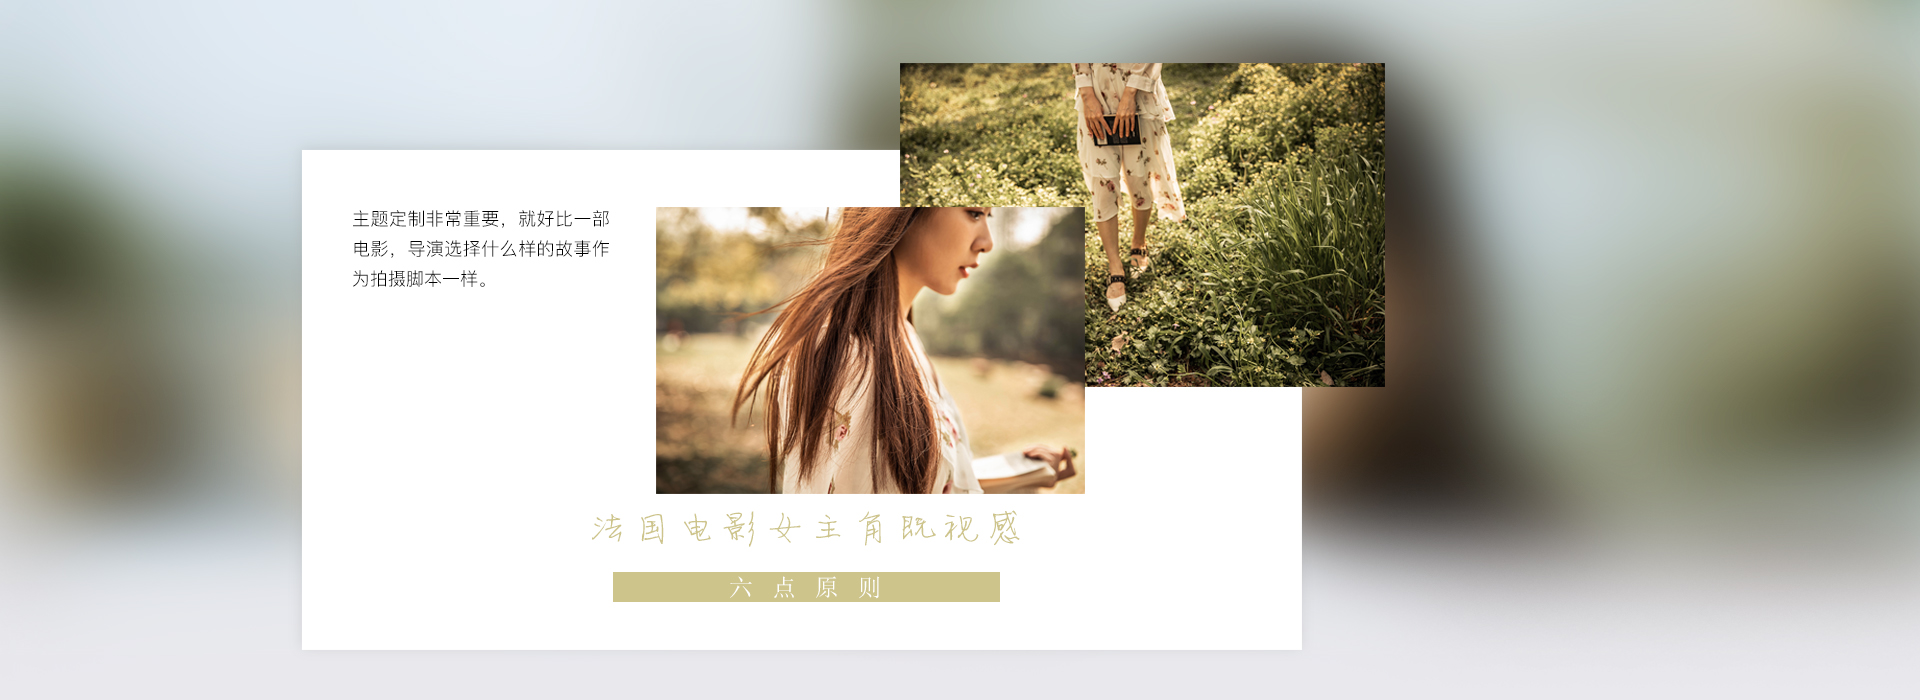 主题定制非常重要，就好比一部
电影，导演选择什么样的故事作
为拍摄脚本一样。
法国电影女主角既视感
六点原则